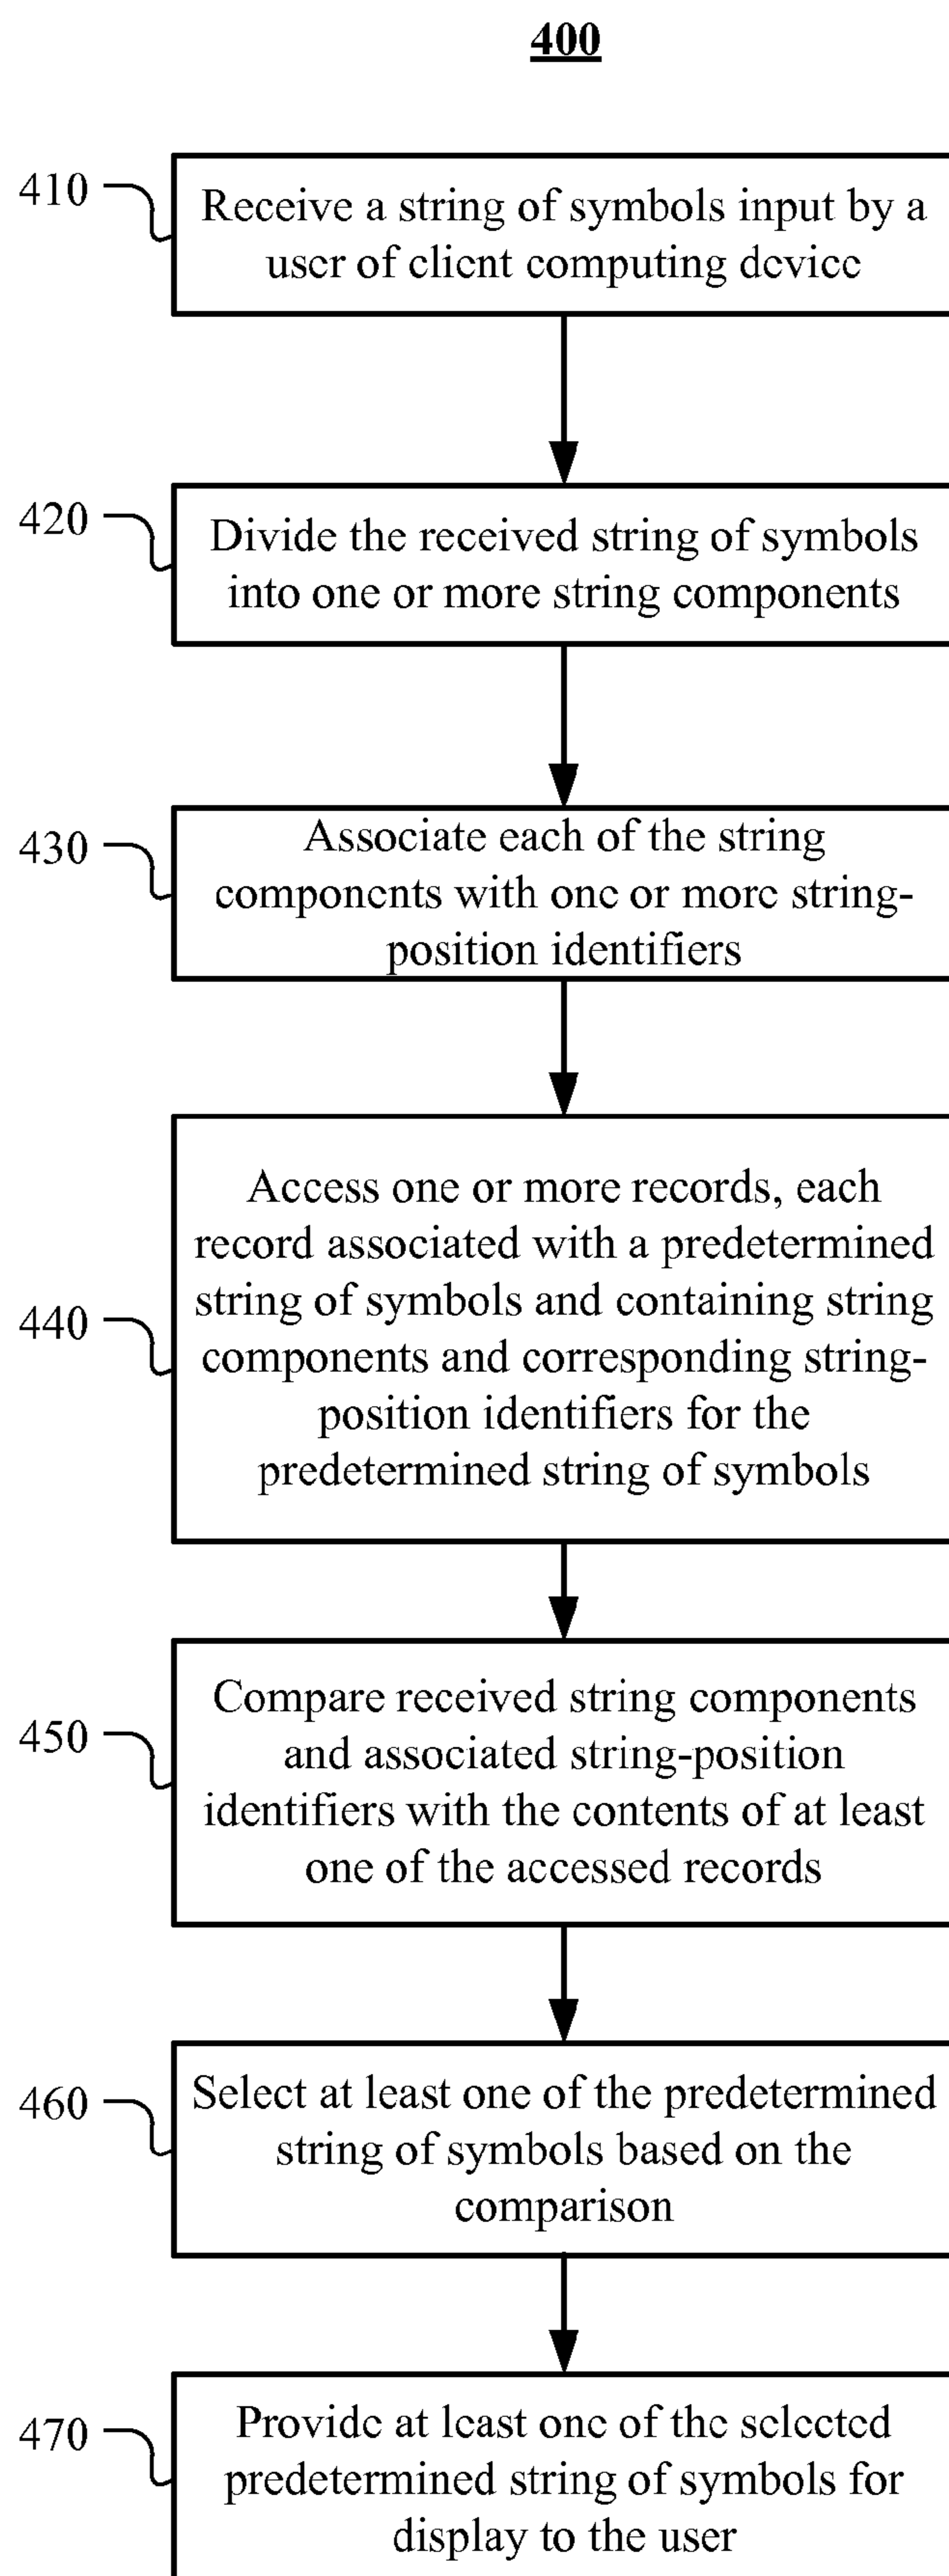 400
410
Receive a string of symbols input by a
user of client computing device
420
Divide the received string of symbols
into one or more string components
430
Associate each of the string
components with one or more string-
position identifiers
440
Access one or more records, each
record associated with a predetermined
string of symbols and containing string
components and corresponding string-
position identifiers for the
predetermined string of symbols
450
Compare received string components
and associated string-position
identifiers with the contents of at least
one of the accessed records
460
Select at least one of the predetermined
string of symbols based on the
comparison
470
Provide at least one of the selected
predetermined string of symbols for
display to the user